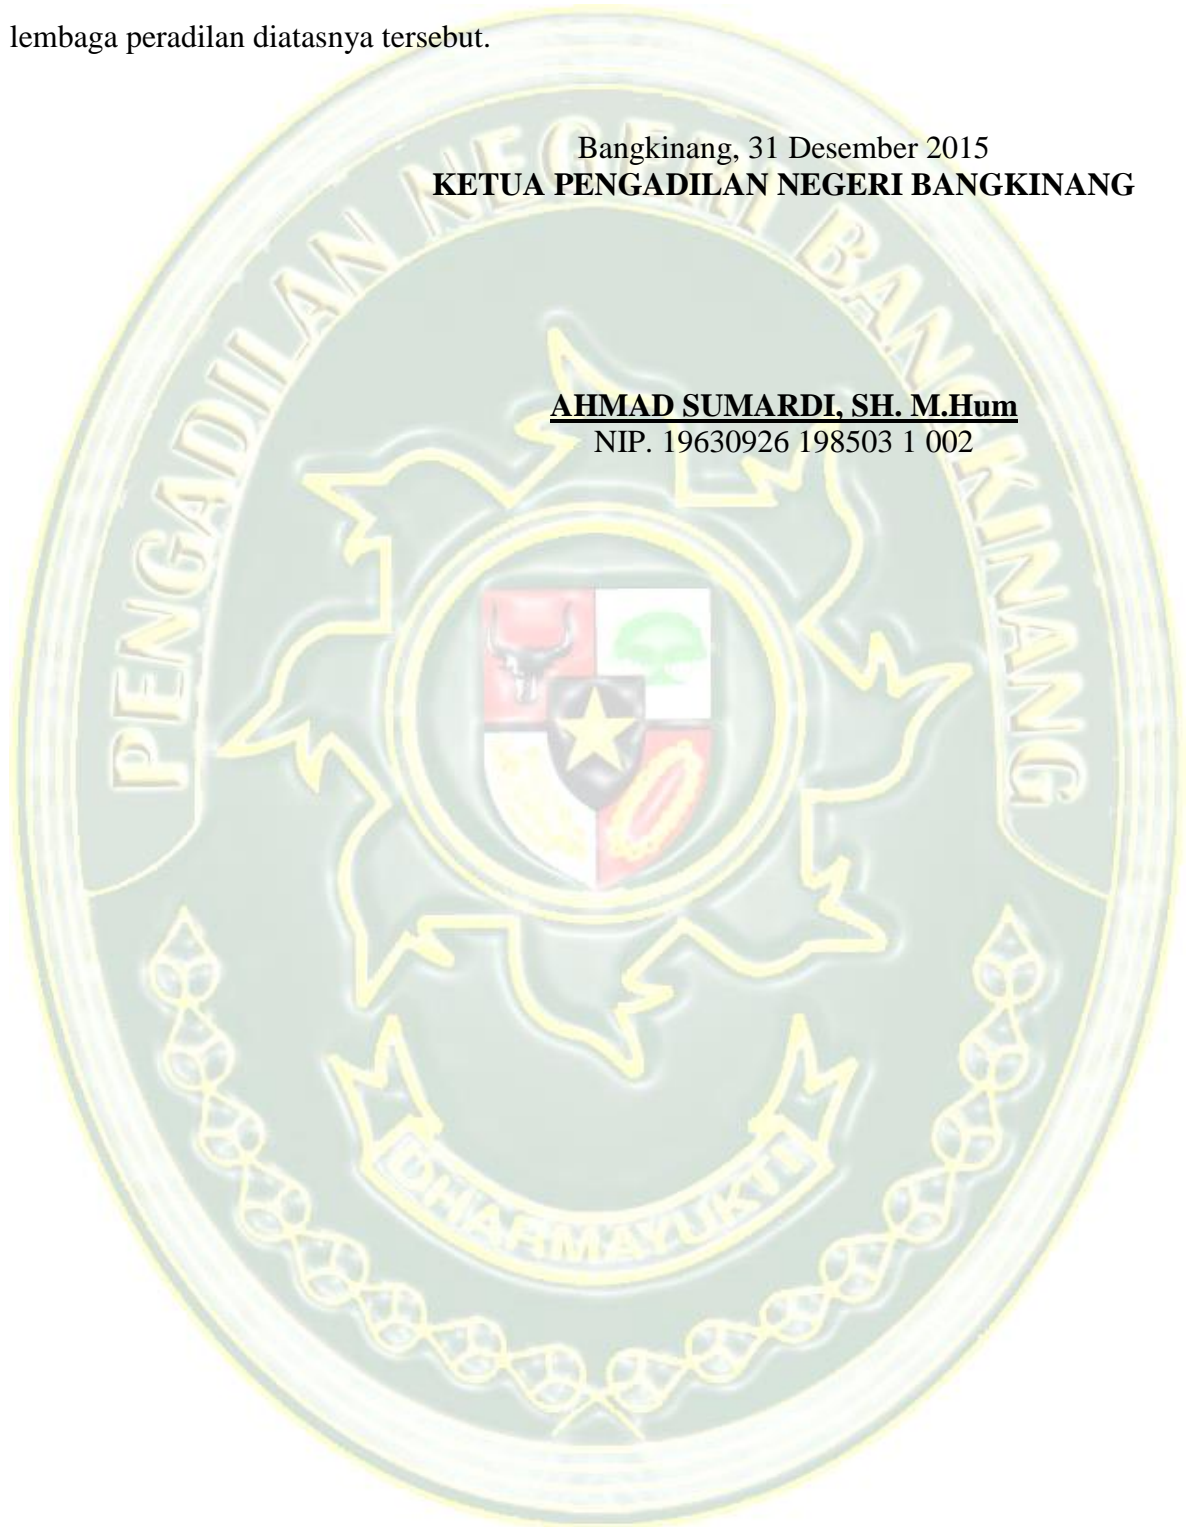 lembaga peradilan diatasnya tersebut.
Bangkinang, 31 Desember 2015
KETUA PENGADILAN NEGERI BANGKINANG
AHMAD SUMARDI, SH. M.Hum
NIP. 19630926 198503 1 002
PENGADILAN NEGERI BANGKINANG
DHARMAYUKTI